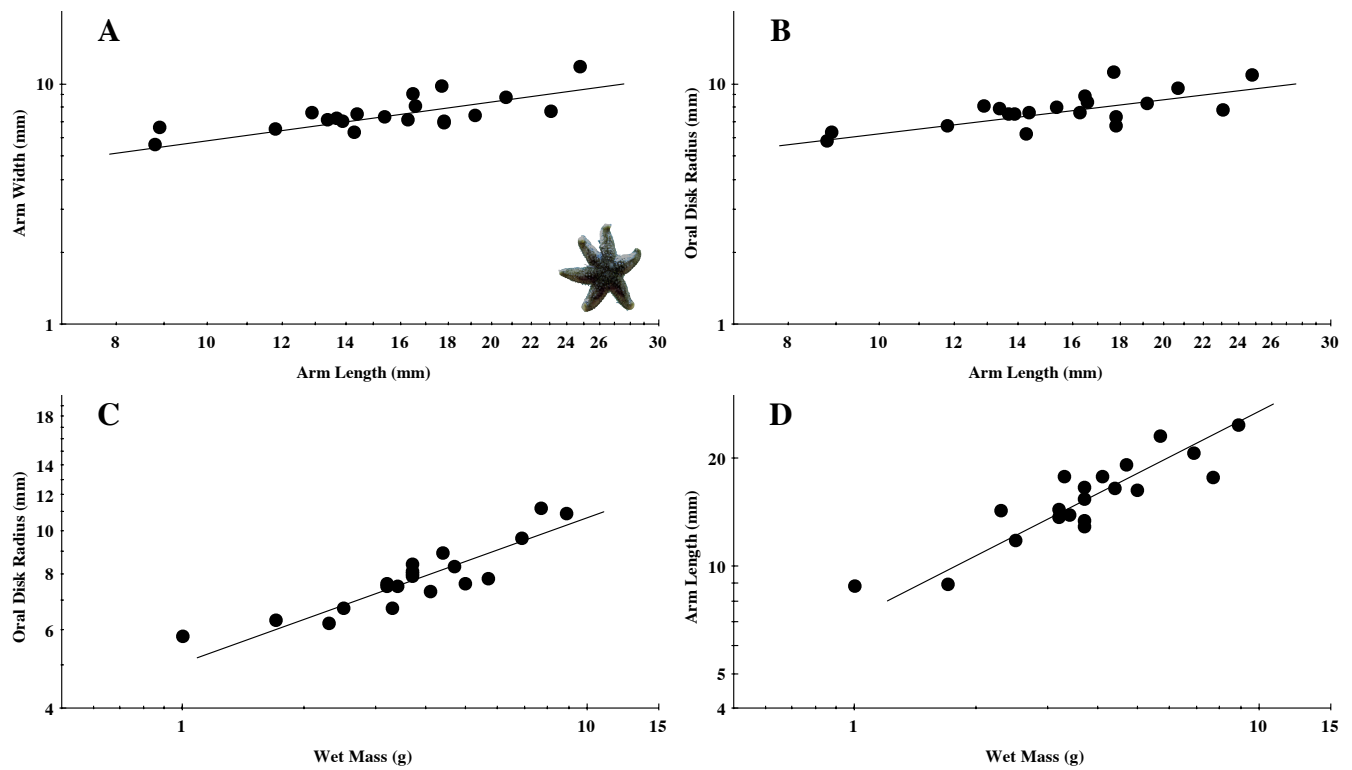 A
10
1
Arm Width (mm)
8 10 12 14 16 18 20 22 24 26 30
Arm Length (mm)
B
10
1
Oral Disk Radius (mm)
8 10 12 14 16 18 20 22 24 26 30
Arm Length (mm)
C
18
14
12
10
8
6
4
Oral Disk Radius (mm)
1 10 15
Wet Mass (g)
D
20
10
5
4
Arm Length (mm)
1 10 15
Wet Mass (g)